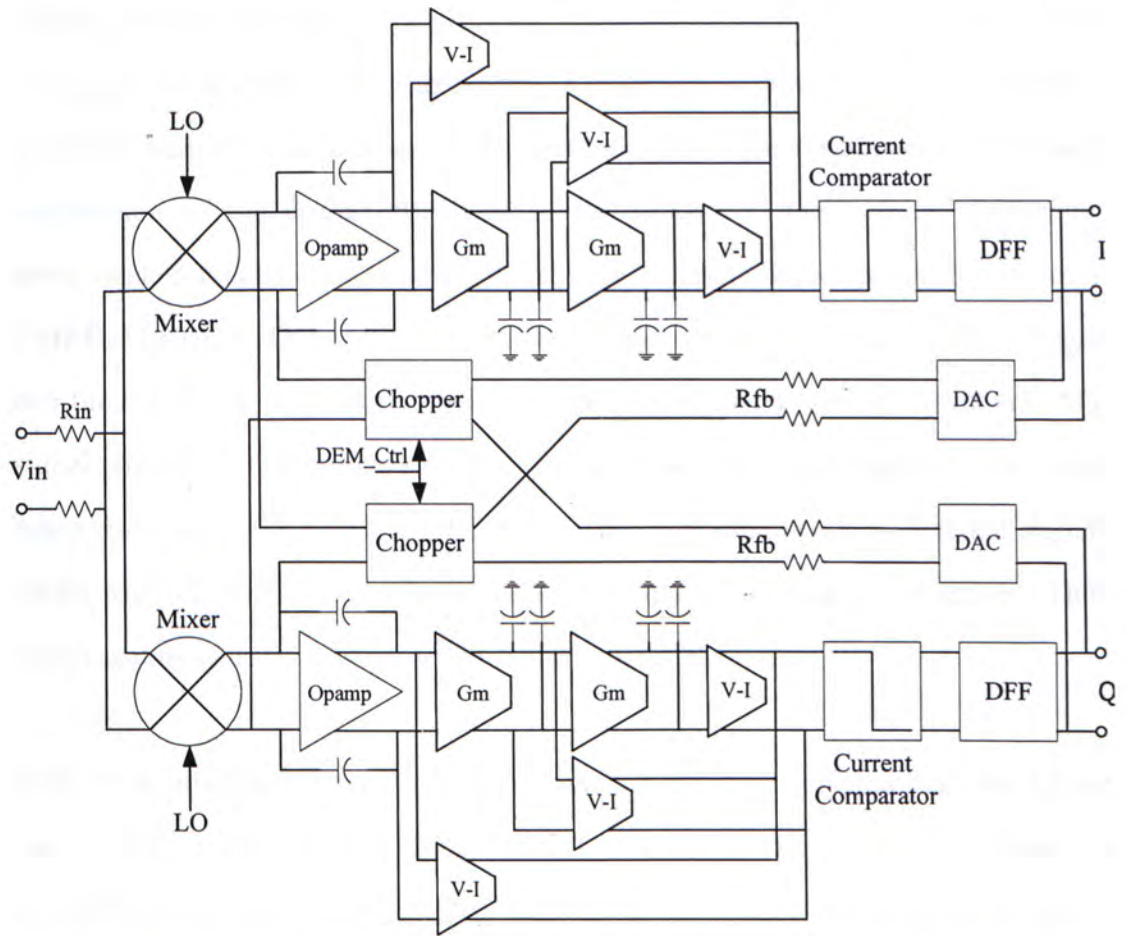 V-I
LO
V-I
Current
Comparator
Opamp
Gm
Gm
V-I
DFF
I
Mixer
Chopper
Rfb
DAC
Rin
DEM_Ctrl
Vin
Chopper
Rfb
DAC
Mixer
Opamp
Gm
Gm
V-I
DFF
Q
LO
V-I
Current
Comparator
V-I